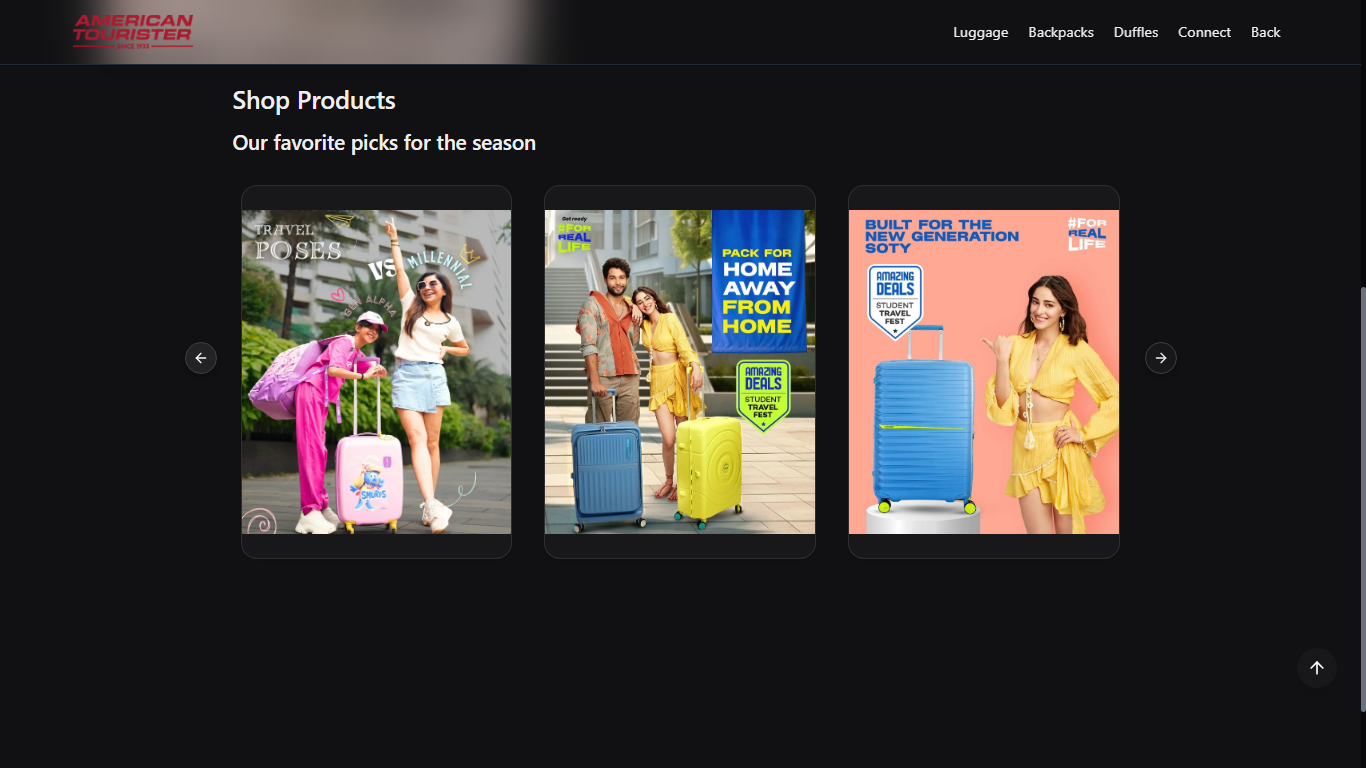 AMERICAN
TOURISTER
SINCE 1933
Luggage Backpacks Duffles Connect Back
Shop Products
Our favorite picks for the season
TRAVEL
POSES
VS MILLENNIAL
GEN ALPHA
SMURFS
Get ready
#FOR
REAL
LIFE
PACK FOR
HOME
AWAY
FROM
HOME
AMAZING
DEALS
STUDENT
TRAVEL
FEST
BUILT FOR THE
NEW GENERATION
SOTY
#FOR
REAL
LIFE
AMAZING
DEALS
STUDENT
TRAVEL
FEST